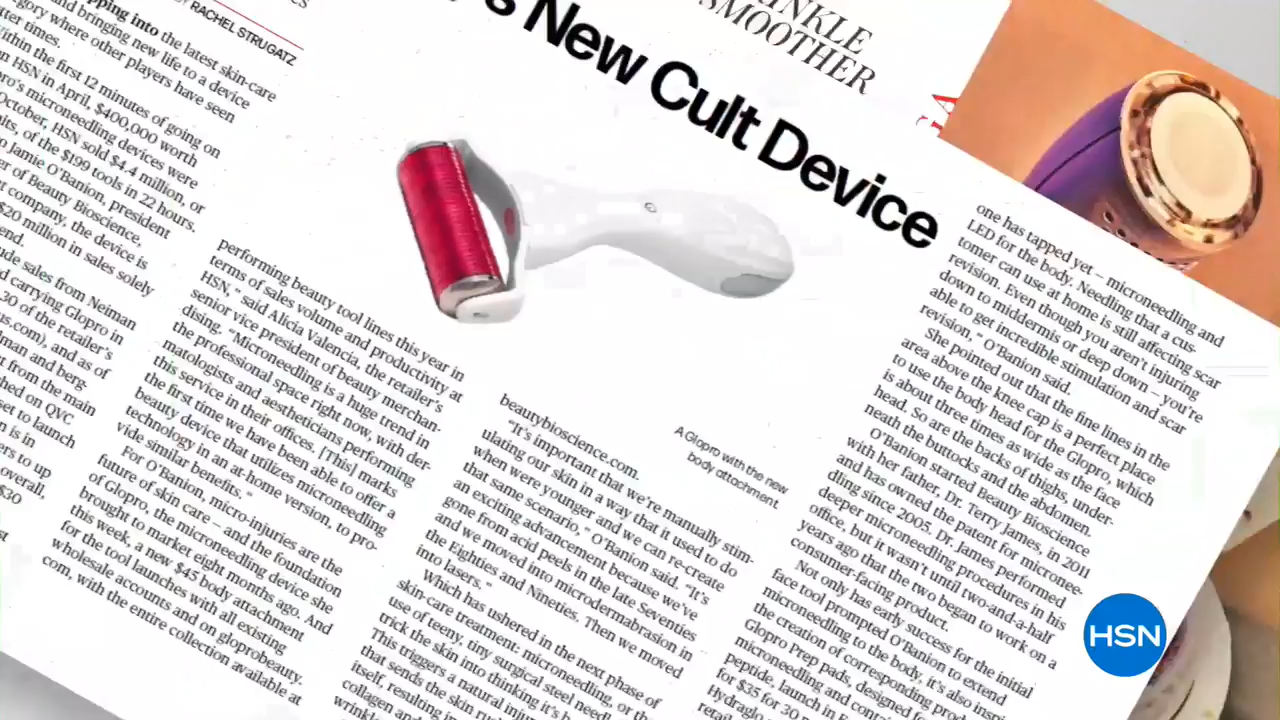 's New Cult Device
INKLE
SMOOTHER
BY RACHEL STRUGATZ
pping into the latest skin-care
and bringing new life to a device
gory where other players have seen
tter times.
ithin the first 12 minutes of going
n HSN in April, $400,000 worth
pro's microneedling devices were
October, HSN sold $4.4 million, or
nits, of the $199 tools in 22 hours.
o Jamie O'Banion, president
er of Beauty Bioscience,
t company, the device is
$20 million in sales solely
end.
ude sales from Neiman
d carrying Glopro in
30 of the retailer's
us.com), and as of
man and berg-
t from the main
hed on QVC
set to launch
n is in
ers to up
overall,
$30
st
performing beauty tool lines this year in
terms of sales volume and productivity at
HSN," said Alicia Valencia, the retailer's
senior vice president of beauty merchan-
dising. "Microneedling is a huge trend in
the professional space right now, with der-
matologists and aestheticians performing
this service in their offices. [This] marks
the first time we have been able to offer a
beauty device that utilizes microneedling
technology in an at-home version, to pro-
vide similar benefits."
For O'Banion, micro-injuries are the
future of skin care – and the foundation
of Glopro, the microneedling device she
brought to market eight months ago. And
this week, a new $45 body attachment
for the tool launches with all existing
wholesale accounts and on globrobeauty.
com, with the entire collection available at
beautybioscience.com.
"It's important that we're manually stim-
ulating our skin in a way that it used to do
when we were younger and we can re-create
that same scenario," O'Banion said. "It's
an exciting advancement because we've
gone from acid peels in the late Seventies
and we moved into microdermabrasion in
the Eighties and Nineties. Then we moved
into lasers."
Which has ushered in the next phase of
skin-care treatment: microneedling, or the
use of teeny, tiny surgical steel needl
trick the skin into thinking it's b
This triggers a natural injur
that sends the skin ru
itself, resulting i
collagen and
wrinkle
A Glopro with the new
body attachment.
one has tapped yet – microneedling and
LED for the body. Needling that a cus-
tomer can use at home is still affecting scar
revision. Even though you aren't injuring
down to middermis or deep down – you're
able to get incredible stimulation and scar
revision," O'Banion said.
She pointed out that the fine lines in the
area above the knee cap is a perfect place
to use the body head for the Glopro, which
is about three times as wide as the face
head. So are the backs of thighs, under-
neath the buttocks and the abdomen.
O'Banion started Beauty Bioscience
with her father, Dr. Terry James, in 2011
and has owned the patent for micronee-
dling since 2005. Dr. James performed
deeper microneedling procedures in his
office, but it wasn't until two-and-a-half
years ago that the two began to work on a
consumer-facing product.
Not only has early success for the initial
face tool prompted O'Banion to extend
microneedling to the body, it's also inspi
the creation of corresponding prod
Glopro Prep pads, designed fo
microneedling and conta
peptide, launch in
for $35 for 30
Hydraglo
retail
HSN